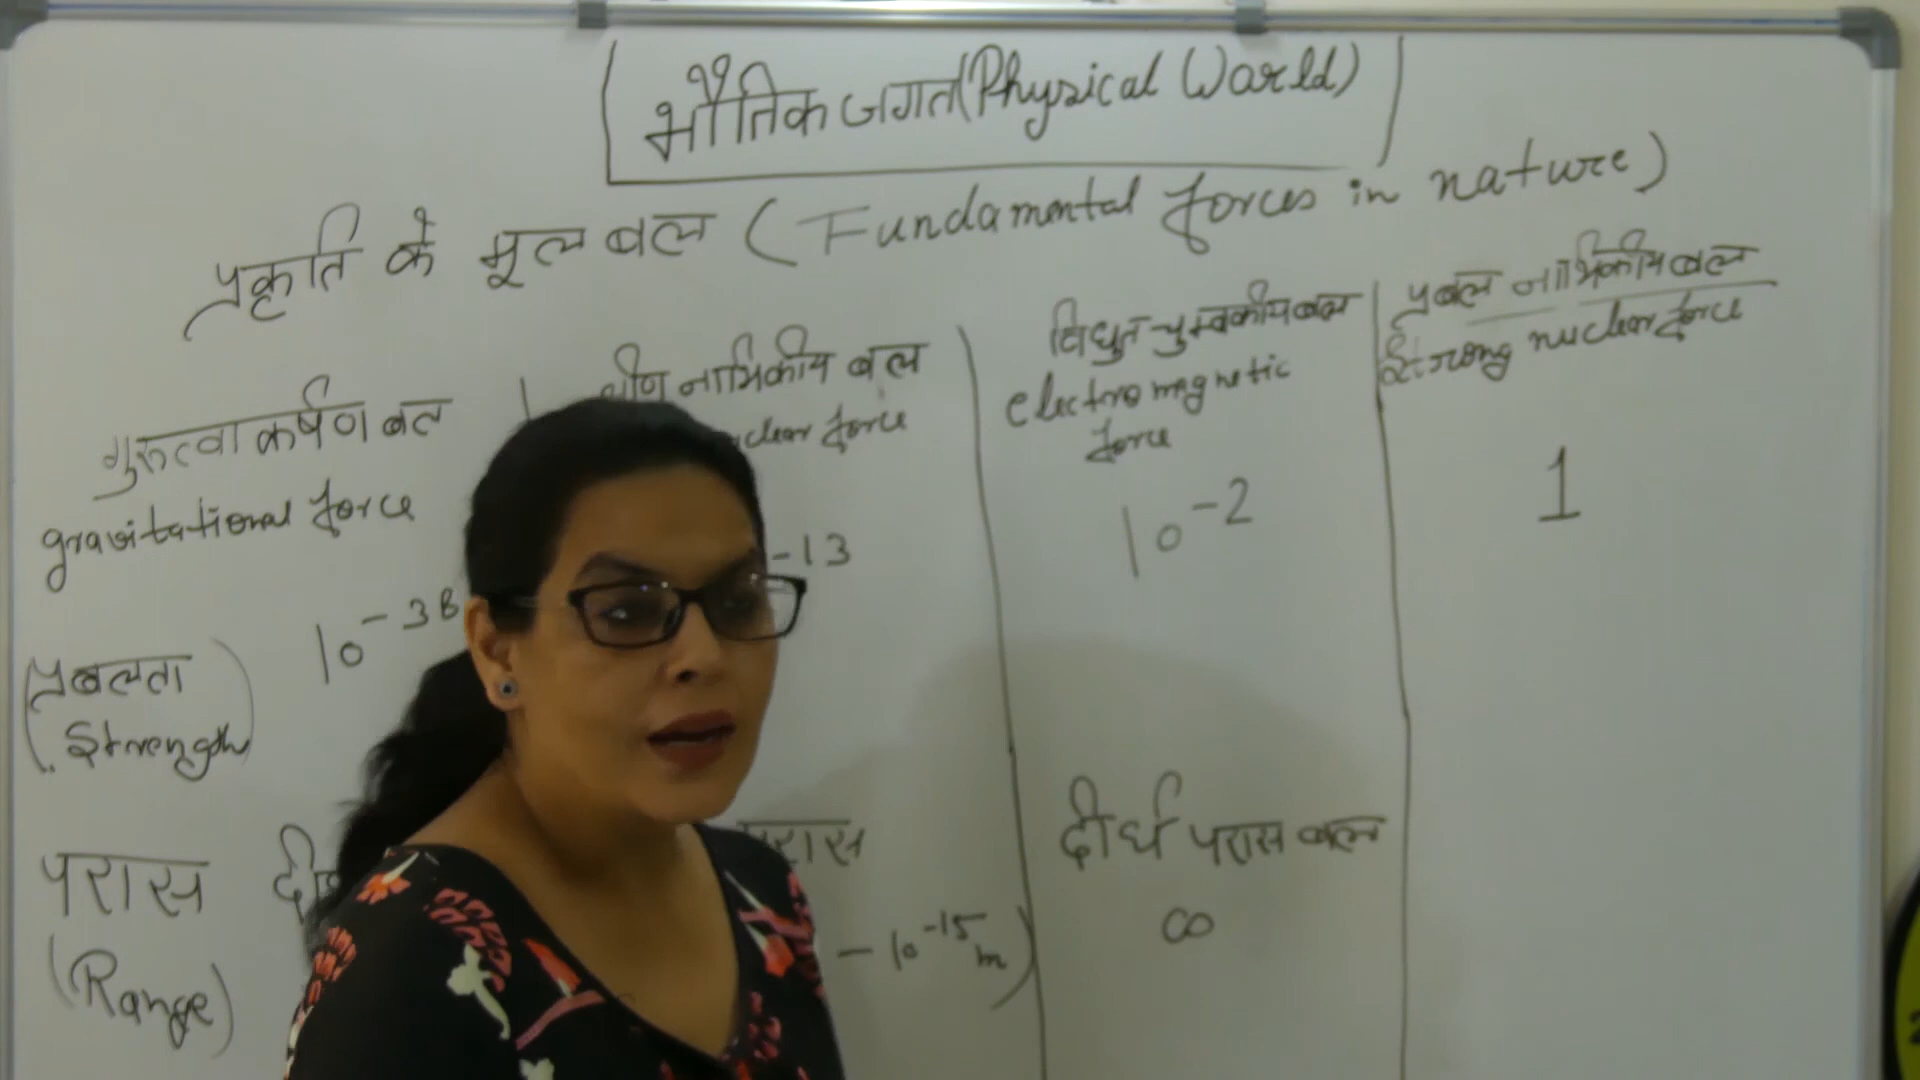 भौतिक जगत (Physical World)
प्रकृति के मूल बल (Fundamental forces in nature)
गुरुत्वाकर्षण बल
gravitational force
नाभिकीय बल
force
विद्युत-चुम्बकीय बल
electromagnetic
force
प्रबल नाभिकीय बल
Strong nuclear force
(प्रबलता
Strength)
10^-38
-13
10^-2
1
परास
(Range)
परास
- 10^-15 m)
दीर्घ परास बल
∞